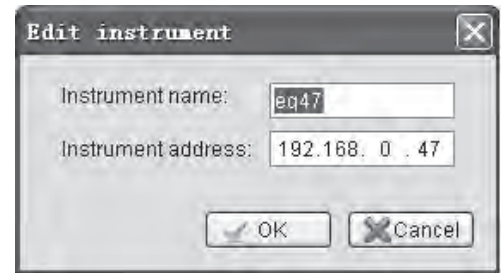 Edit instrument
Instrument name: eq47
Instrument address: 192.168. 0 . 47
OK Cancel